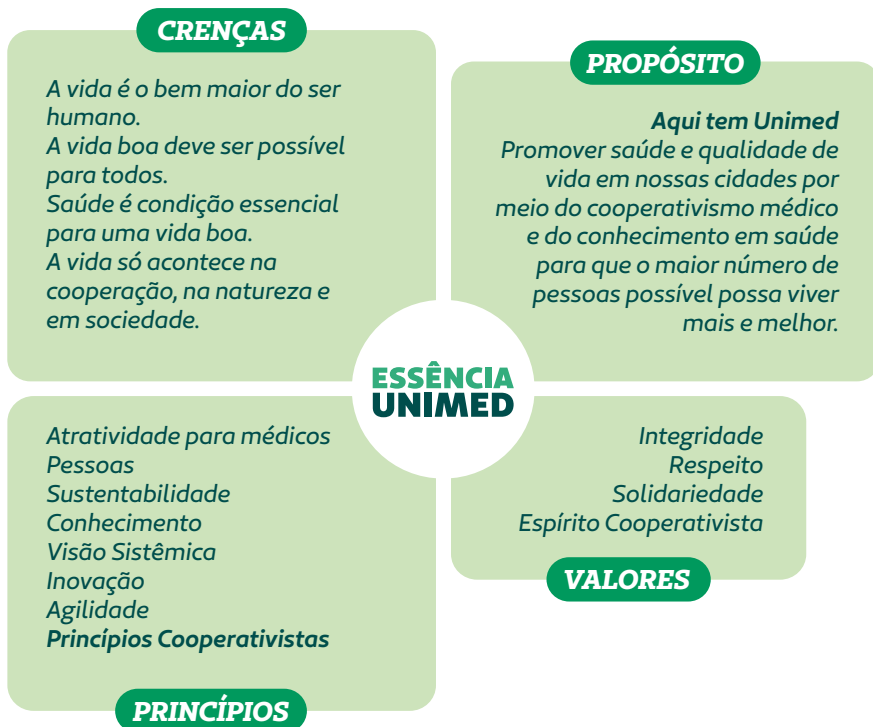 CRENÇAS
A vida é o bem maior do ser
humano.
A vida boa deve ser possível
para todos.
Saúde é condição essencial
para uma vida boa.
A vida só acontece na
cooperação, na natureza e
em sociedade.
PROPÓSITO
Aqui tem Unimed
Promover saúde e qualidade de
vida em nossas cidades por
meio do cooperativismo médico
e do conhecimento em saúde
para que o maior número de
pessoas possível possa viver
mais e melhor.
ESSÊNCIA
UNIMED
Atratividade para médicos
Pessoas
Sustentabilidade
Conhecimento
Visão Sistêmica
Inovação
Agilidade
Princípios Cooperativistas
PRINCÍPIOS
Integridade
Respeito
Solidariedade
Espírito Cooperativista
VALORES